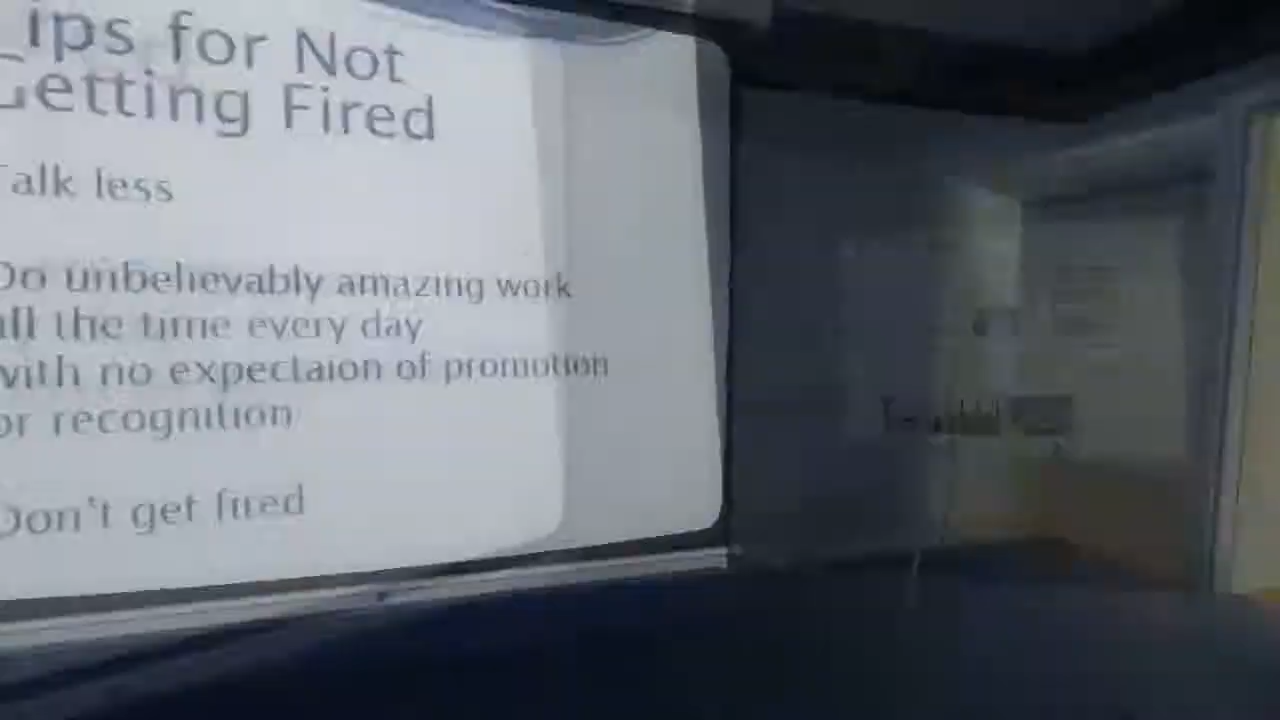 Tips for Not
Getting Fired
Talk less
Do unbelievably amazing work
all the time every day
with no expectaion of promotion
or recognition
Don't get fired